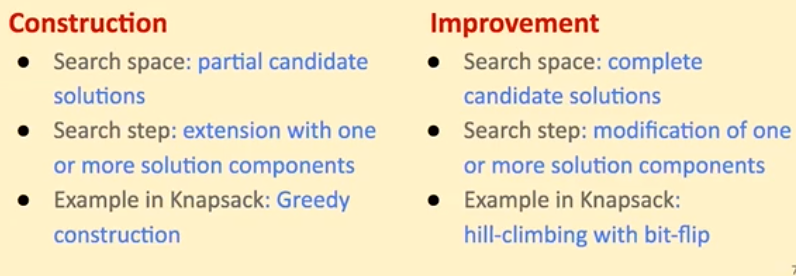 Construction
● Search space: partial candidate
solutions
● Search step: extension with one
or more solution components
● Example in Knapsack: Greedy
construction
Improvement
● Search space: complete
candidate solutions
● Search step: modification of one
or more solution components
● Example in Knapsack:
hill-climbing with bit-flip
7